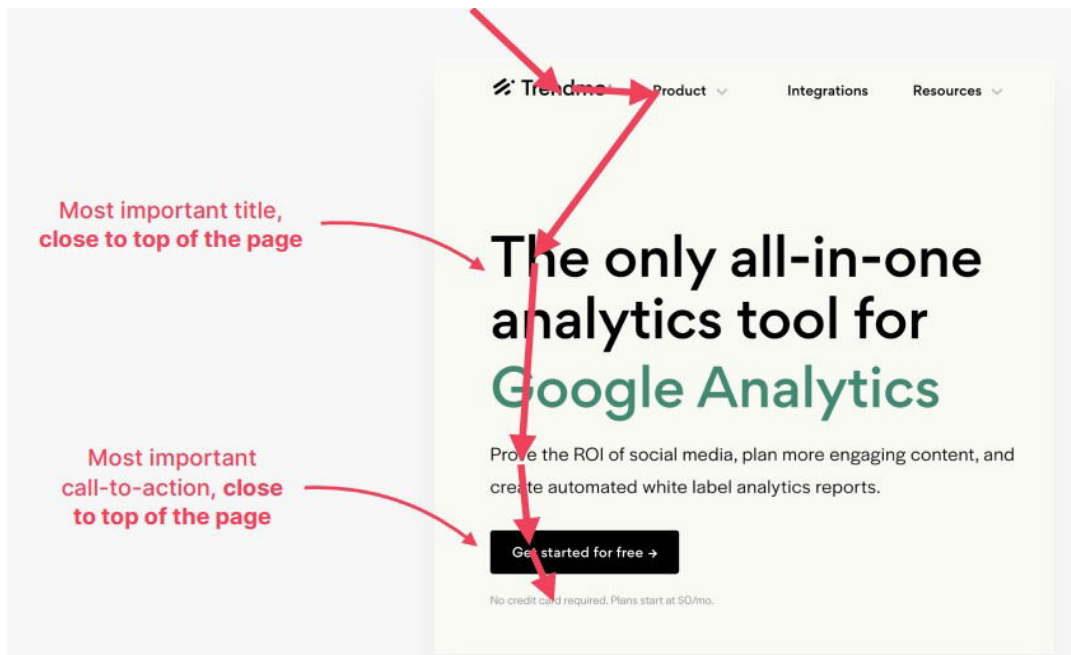 Trendmo
Product
Integrations
Resources
Most important title,
close to top of the page
The only all-in-one
analytics tool for
Google Analytics
Prove the ROI of social media, plan more engaging content, and
create automated white label analytics reports.
Most important
call-to-action, close
to top of the page
Get started for free →
No credit card required. Plans start at $0/mo.